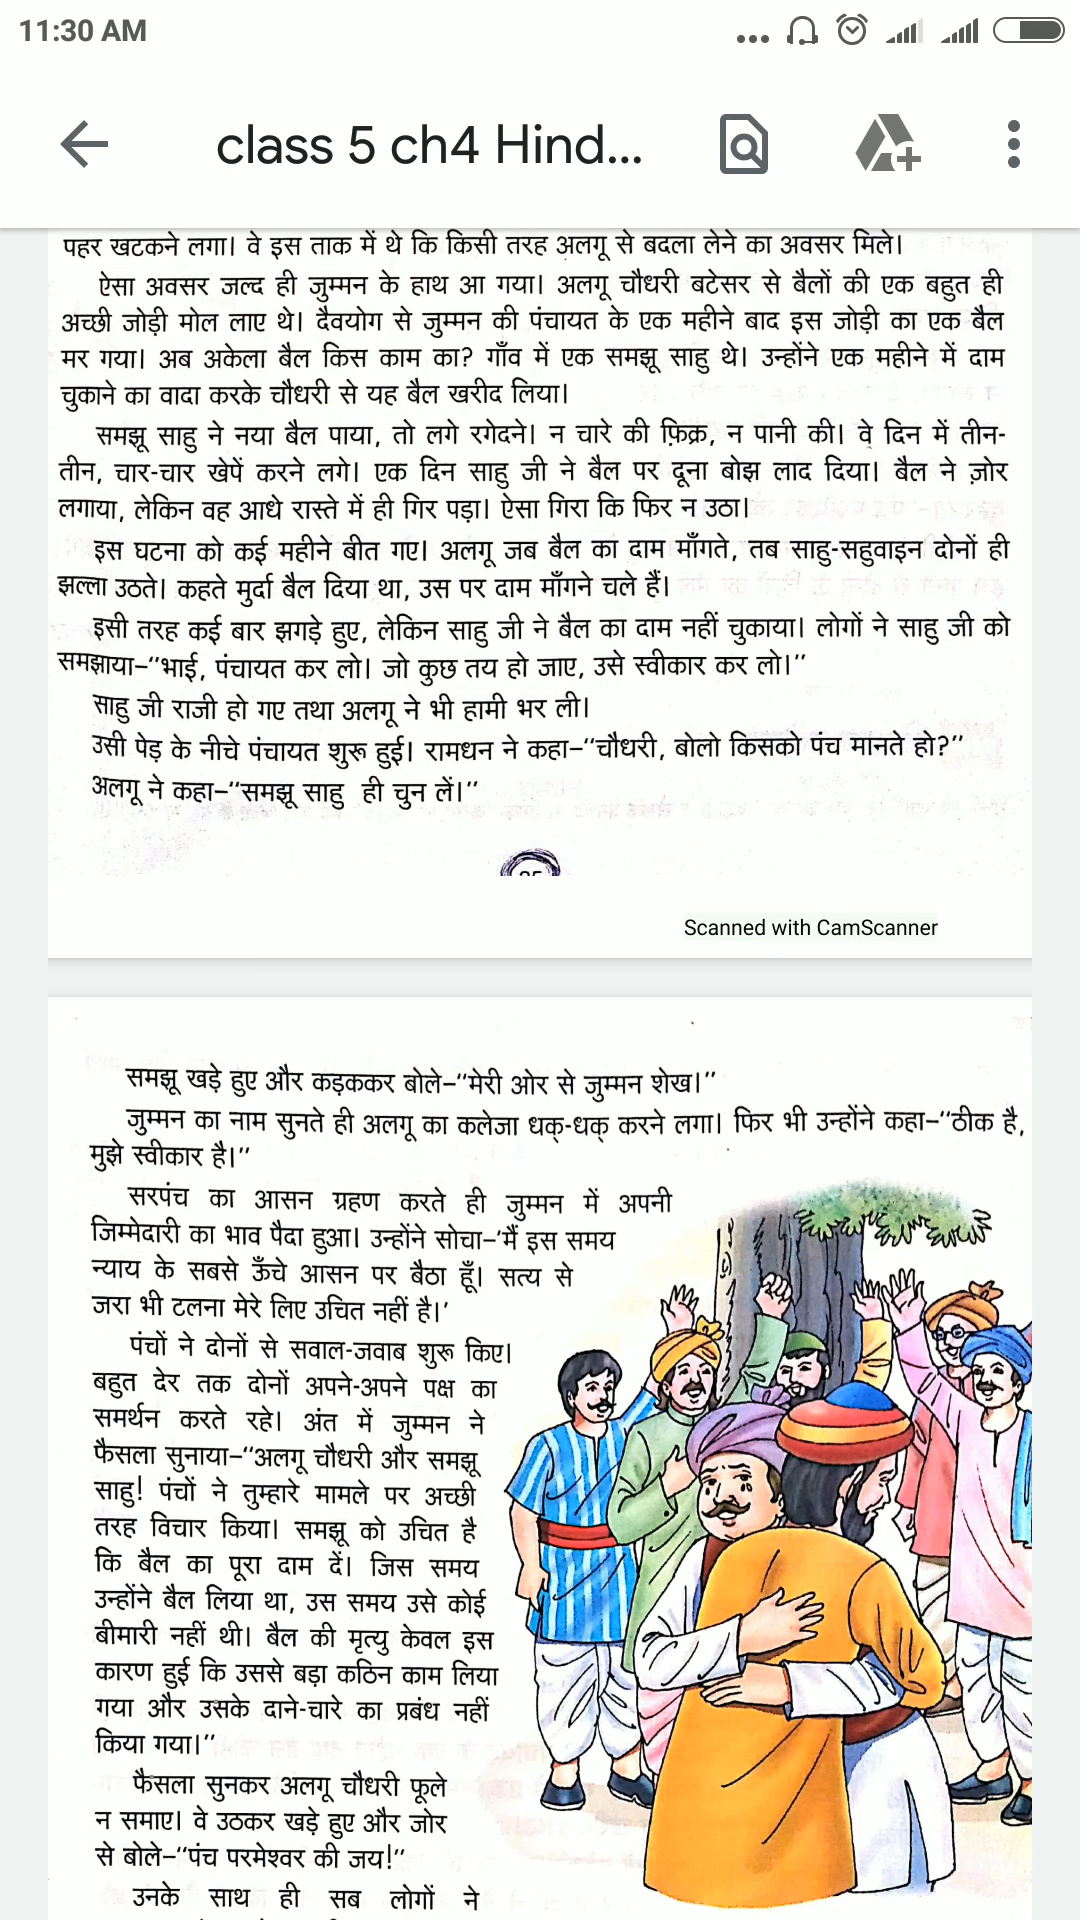 11:30 AM
class 5 ch4 Hind...
पहर खटकने लगा। वे इस ताक में थे कि किसी तरह अलगू से बदला लेने का अवसर मिले।
ऐसा अवसर जल्द ही जुम्मन के हाथ आ गया। अलगू चौधरी बटेसर से बैलों की एक बहुत ही
अच्छी जोड़ी मोल लाए थे। दैवयोग से जुम्मन की पंचायत के एक महीने बाद इस जोड़ी का एक बैल
मर गया। अब अकेला बैल किस काम का? गाँव में एक समझू साहु थे। उन्होंने एक महीने में दाम
चुकाने का वादा करके चौधरी से यह बैल खरीद लिया।
समझू साहु ने नया बैल पाया, तो लगे रगेदने। न चारे की फ़िक्र, न पानी की। वे दिन में तीन-
तीन, चार-चार खेपें करने लगे। एक दिन साहु जी ने बैल पर दूना बोझ लाद दिया। बैल ने ज़ोर
लगाया, लेकिन वह आधे रास्ते में ही गिर पड़ा। ऐसा गिरा कि फिर न उठा।
इस घटना को कई महीने बीत गए। अलगू जब बैल का दाम माँगते, तब साहु-सहुवाइन दोनों ही
झल्ला उठते। कहते मुर्दा बैल दिया था, उस पर दाम माँगने चले हैं।
इसी तरह कई बार झगड़े हुए, लेकिन साहु जी ने बैल का दाम नहीं चुकाया। लोगों ने साहु जी को
समझाया–"भाई, पंचायत कर लो। जो कुछ तय हो जाए, उसे स्वीकार कर लो।"
साहु जी राजी हो गए तथा अलगू ने भी हामी भर ली।
उसी पेड़ के नीचे पंचायत शुरू हुई। रामधन ने कहा–"चौधरी, बोलो किसको पंच मानते हो?"
अलगू ने कहा–"समझू साहु ही चुन लें।"
Scanned with CamScanner
समझू खड़े हुए और कड़ककर बोले–"मेरी ओर से जुम्मन शेख।"
जुम्मन का नाम सुनते ही अलगू का कलेजा धक्-धक् करने लगा। फिर भी उन्होंने कहा–"ठीक है,
मुझे स्वीकार है।"
सरपंच का आसन ग्रहण करते ही जुम्मन में अपनी
जिम्मेदारी का भाव पैदा हुआ। उन्होंने सोचा–'मैं इस समय
न्याय के सबसे ऊँचे आसन पर बैठा हूँ। सत्य से
जरा भी टलना मेरे लिए उचित नहीं है।'
पंचों ने दोनों से सवाल-जवाब शुरू किए।
बहुत देर तक दोनों अपने-अपने पक्ष का
समर्थन करते रहे। अंत में जुम्मन ने
फैसला सुनाया–"अलगू चौधरी और समझू
साहु! पंचों ने तुम्हारे मामले पर अच्छी
तरह विचार किया। समझू को उचित है
कि बैल का पूरा दाम दें। जिस समय
उन्होंने बैल लिया था, उस समय उसे कोई
बीमारी नहीं थी। बैल की मृत्यु केवल इस
कारण हुई कि उससे बड़ा कठिन काम लिया
गया और उसके दाने-चारे का प्रबंध नहीं
किया गया।"
फैसला सुनकर अलगू चौधरी फूले
न समाए। वे उठकर खड़े हुए और जोर
से बोले–"पंच परमेश्वर की जय!"
उनके साथ ही सब लोगों ने